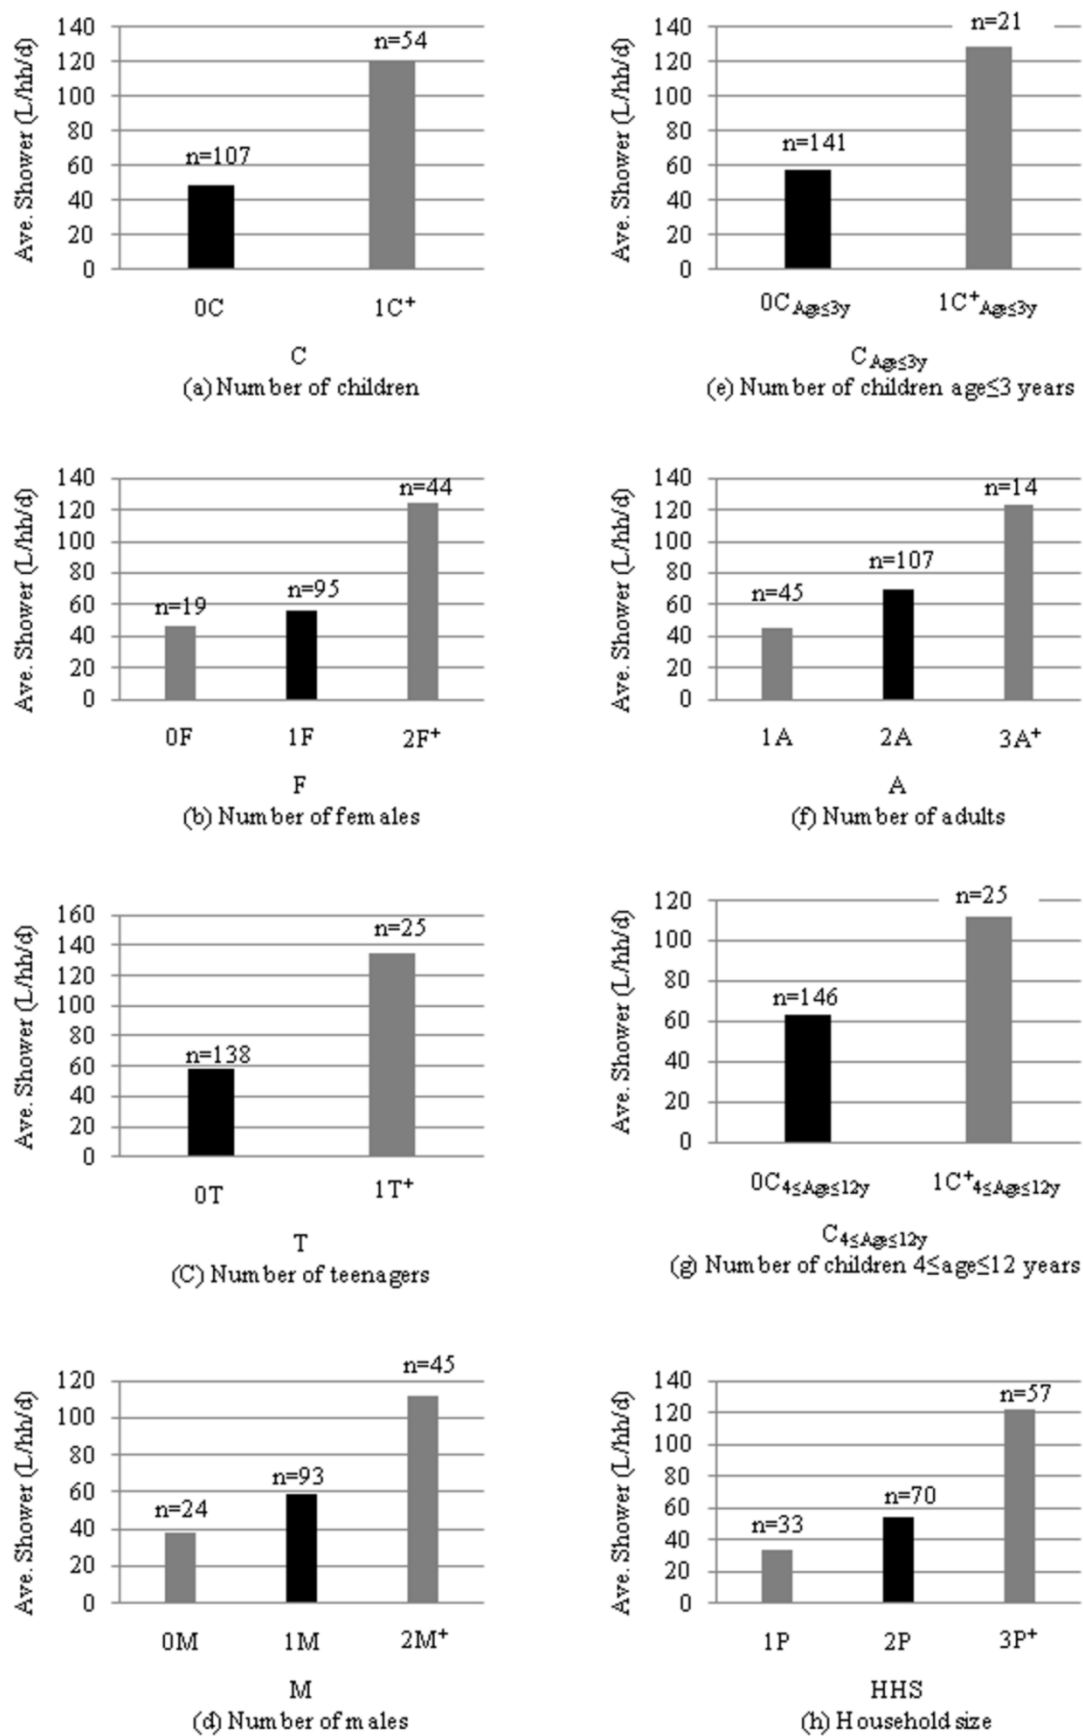 Ave. Shower (L/hh/d)
140
120
100
80
60
40
20
0
n=107
n=54
0C
1C+
C
(a) Number of children
Ave. Shower (L/hh/d)
140
120
100
80
60
40
20
0
n=141
n=21
0C Age≤3y
1C+ Age≤3y
C Age≤3y
(e) Number of children age≤3 years
Ave. Shower (L/hh/d)
140
120
100
80
60
40
20
0
n=19
n=95
n=44
0F
1F
2F+
F
(b) Number of females
Ave. Shower (L/hh/d)
140
120
100
80
60
40
20
0
n=45
n=107
n=14
1A
2A
3A+
A
(f) Number of adults
Ave. Shower (L/hh/d)
160
140
120
100
80
60
40
20
0
n=138
n=25
0T
1T+
T
(C) Number of teenagers
Ave. Shower (L/hh/d)
120
100
80
60
40
20
0
n=146
n=25
0C 4≤Age≤12y
1C+ 4≤Age≤12y
C 4≤Age≤12y
(g) Number of children 4≤age≤12 years
Ave. Shower (L/hh/d)
120
100
80
60
40
20
0
n=24
n=93
n=45
0M
1M
2M+
M
(d) Number of males
Ave. Shower (L/hh/d)
140
120
100
80
60
40
20
0
n=33
n=70
n=57
1P
2P
3P+
HHS
(h) Household size